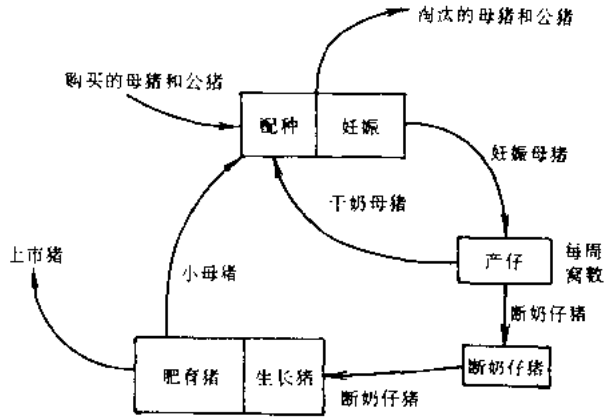 淘汰的母猪和公猪
购买的母猪和公猪
配种
妊娠
妊娠母猪
干奶母猪
产仔
每周
窝数
上市猪
小母猪
断奶仔猪
肥育猪
生长猪
断奶仔猪
断奶仔猪